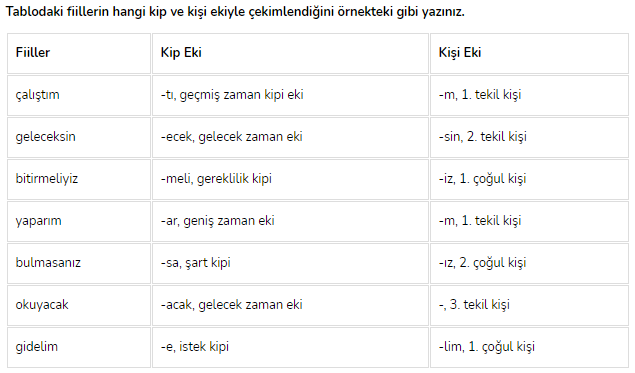 Tablodaki fiillerin hangi kip ve kişi ekiyle çekimlendiğini örnekteki gibi yazınız.
Fiiller Kip Eki Kişi Eki
çalıştım -tı, geçmiş zaman kipi eki -m, 1. tekil kişi
geleceksin -ecek, gelecek zaman eki -sin, 2. tekil kişi
bitirmeliyiz -meli, gereklilik kipi -iz, 1. çoğul kişi
yaparım -ar, geniş zaman eki -m, 1. tekil kişi
bulmasanız -sa, şart kipi -ız, 2. çoğul kişi
okuyacak -acak, gelecek zaman eki -, 3. tekil kişi
gidelim -e, istek kipi -lim, 1. çoğul kişi